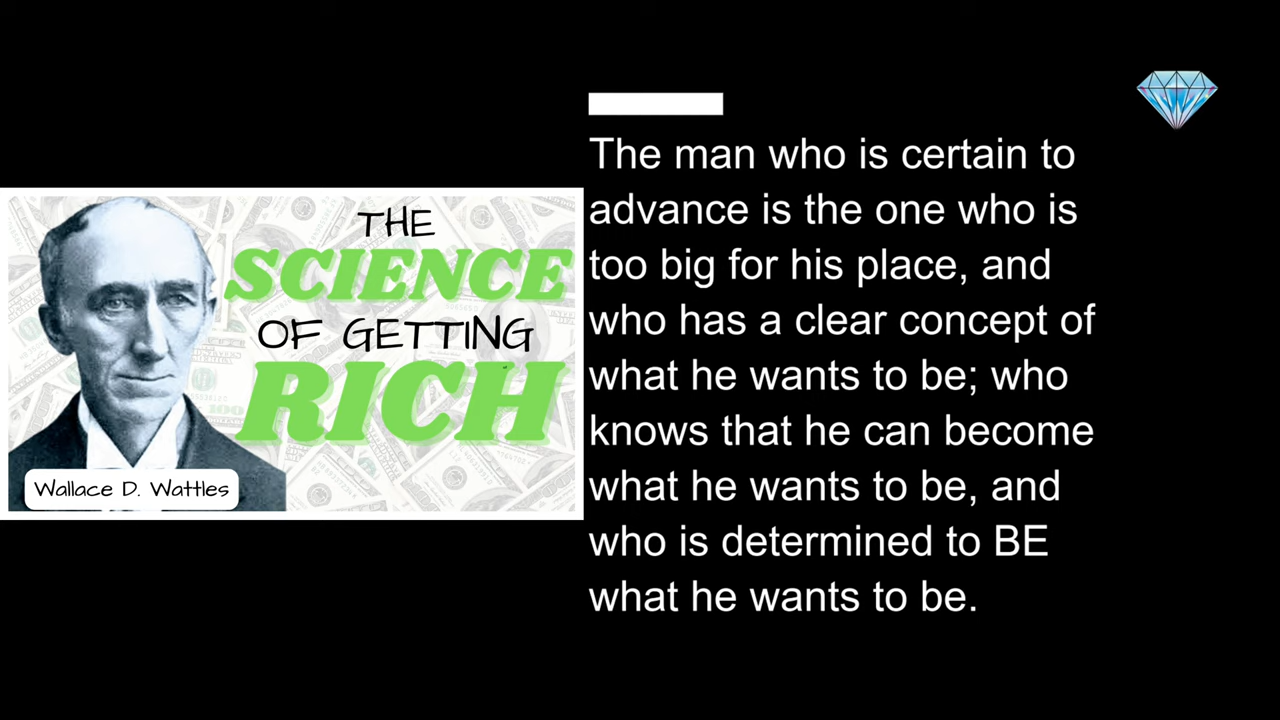 THE
SCIENCE
OF GETTING
RICH
Wallace D. Wattles
The man who is certain to
advance is the one who is
too big for his place, and
who has a clear concept of
what he wants to be; who
knows that he can become
what he wants to be, and
who is determined to BE
what he wants to be.